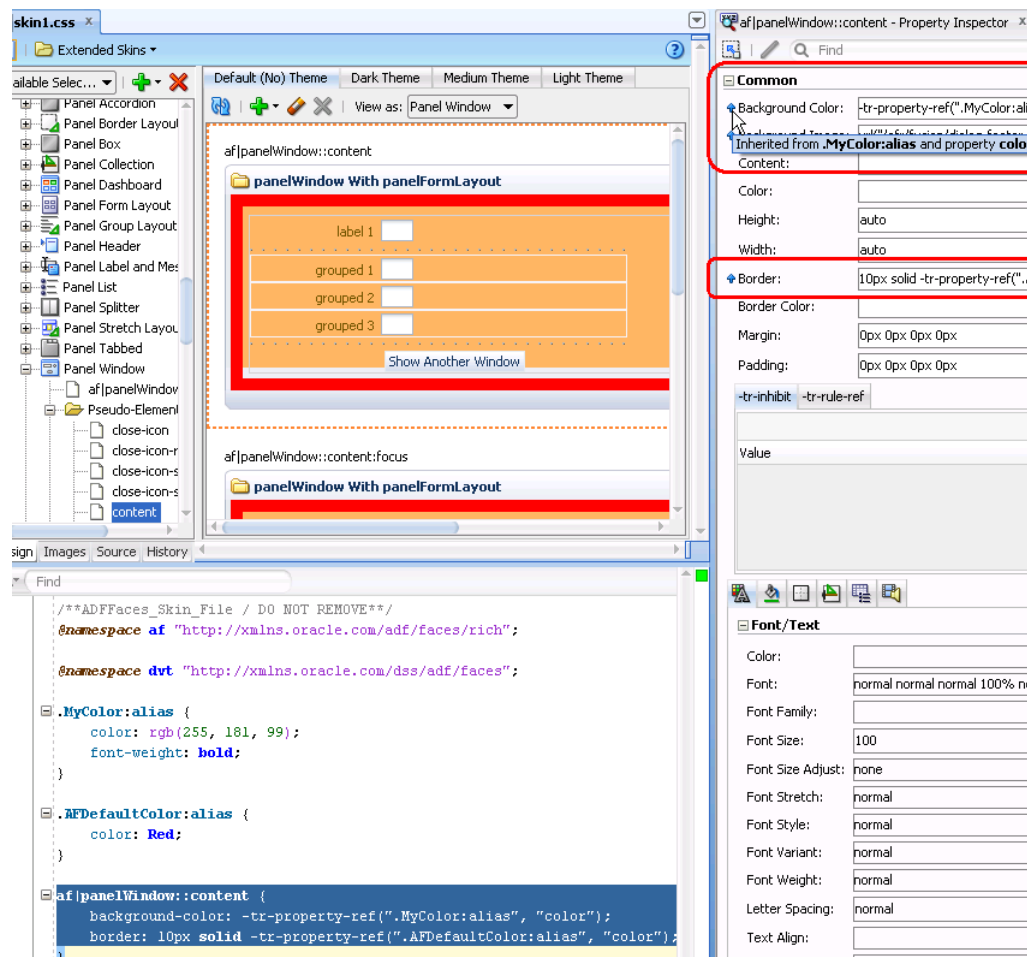 skin1.css x
af|panelWindow::content - Property Inspector x
Extended Skins
Find
ailable Selec...
Default (No) Theme Dark Theme Medium Theme Light Theme
View as: Panel Window
Panel Accordion
Panel Border Layou
Panel Box
Panel Collection
Panel Dashboard
Panel Form Layout
Panel Group Layout
Panel Header
Panel Label and Mes
Panel List
Panel Splitter
Panel Stretch Layou
Panel Tabbed
Panel Window
af|panelWindow
Pseudo-Element
close-icon
close-icon-r
close-icon-s
close-icon-s
content
af|panelWindow::content
panelWindow With panelFormLayout
label 1
grouped 1
grouped 2
grouped 3
Show Another Window
af|panelWindow::content:focus
panelWindow With panelFormLayout
Common
Background Color: -tr-property-ref(".MyColor:ali
Inherited from .MyColor:alias and property colo
Content:
Color:
Height: auto
Width: auto
Border: 10px solid -tr-property-ref(".
Border Color:
Margin: 0px 0px 0px 0px
Padding: 0px 0px 0px 0px
-tr-inhibit -tr-rule-ref
Value
sign Images Source History
Find
/**ADFFaces_Skin_File / DO NOT REMOVE**/
@namespace af "http://xmlns.oracle.com/adf/faces/rich";
@namespace dvt "http://xmlns.oracle.com/dss/adf/faces";
.MyColor:alias {
color: rgb(255, 181, 99);
font-weight: bold;
}
.AFDefaultColor:alias {
color: Red;
}
af|panelWindow::content {
background-color: -tr-property-ref(".MyColor:alias", "color");
border: 10px solid -tr-property-ref(".AFDefaultColor:alias", "color");
}
Font/Text
Color:
Font: normal normal normal 100% no
Font Family:
Font Size: 100
Font Size Adjust: none
Font Stretch: normal
Font Style: normal
Font Variant: normal
Font Weight: normal
Letter Spacing: normal
Text Align: